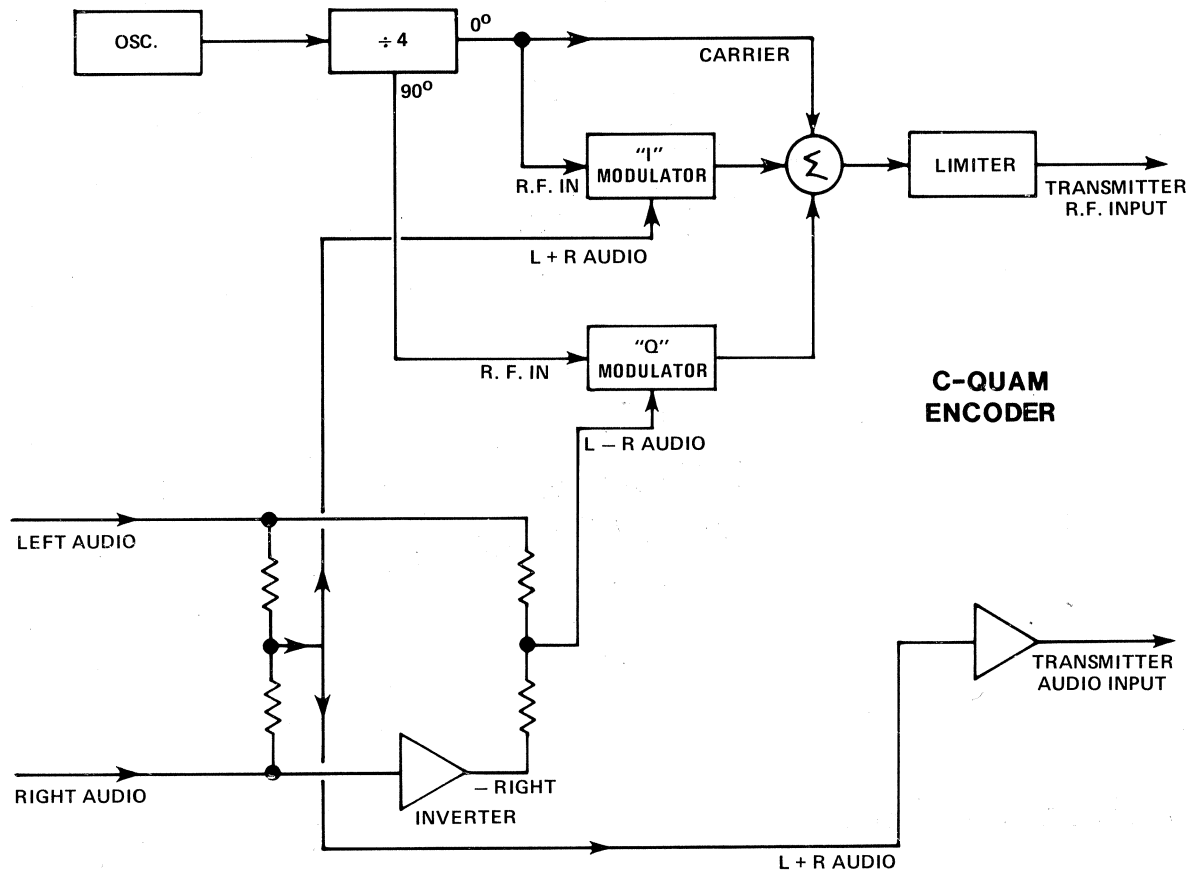 OSC.
÷ 4
0°
90°
CARRIER
"I"
MODULATOR
R.F. IN
Σ
LIMITER
TRANSMITTER
R.F. INPUT
L + R AUDIO
"Q"
MODULATOR
R. F. IN
C-QUAM
ENCODER
L – R AUDIO
LEFT AUDIO
TRANSMITTER
AUDIO INPUT
– RIGHT
RIGHT AUDIO
INVERTER
L + R AUDIO